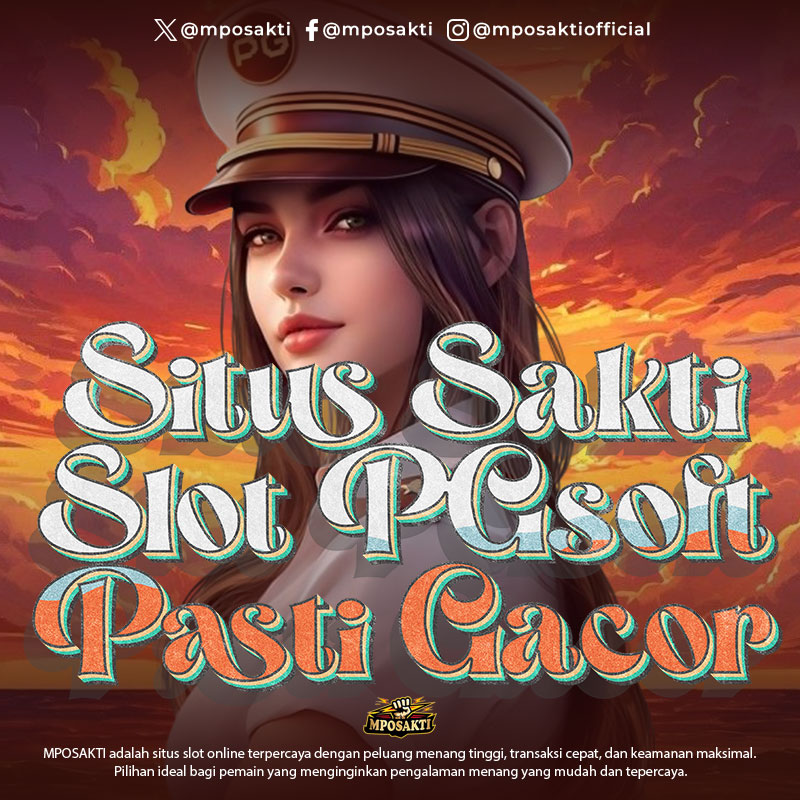 @mposakti @mposakti @mposaktiofficial
PG
Situs Sakti
Slot PGsoft
Pasti Gacor
MPOSAKTI
MPOSAKTI adalah situs slot online terpercaya dengan peluang menang tinggi, transaksi cepat, dan keamanan maksimal.
Pilihan ideal bagi pemain yang menginginkan pengalaman menang yang mudah dan tepercaya.